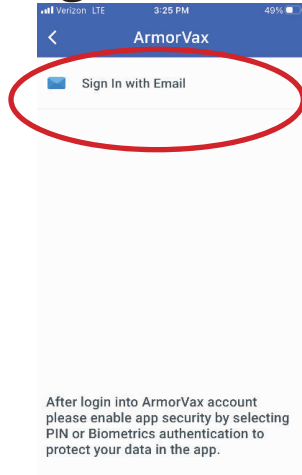 Verizon LTE 3:25 PM 49%
ArmorVax
Sign In with Email
After login into ArmorVax account
please enable app security by selecting
PIN or Biometrics authentication to
protect your data in the app.